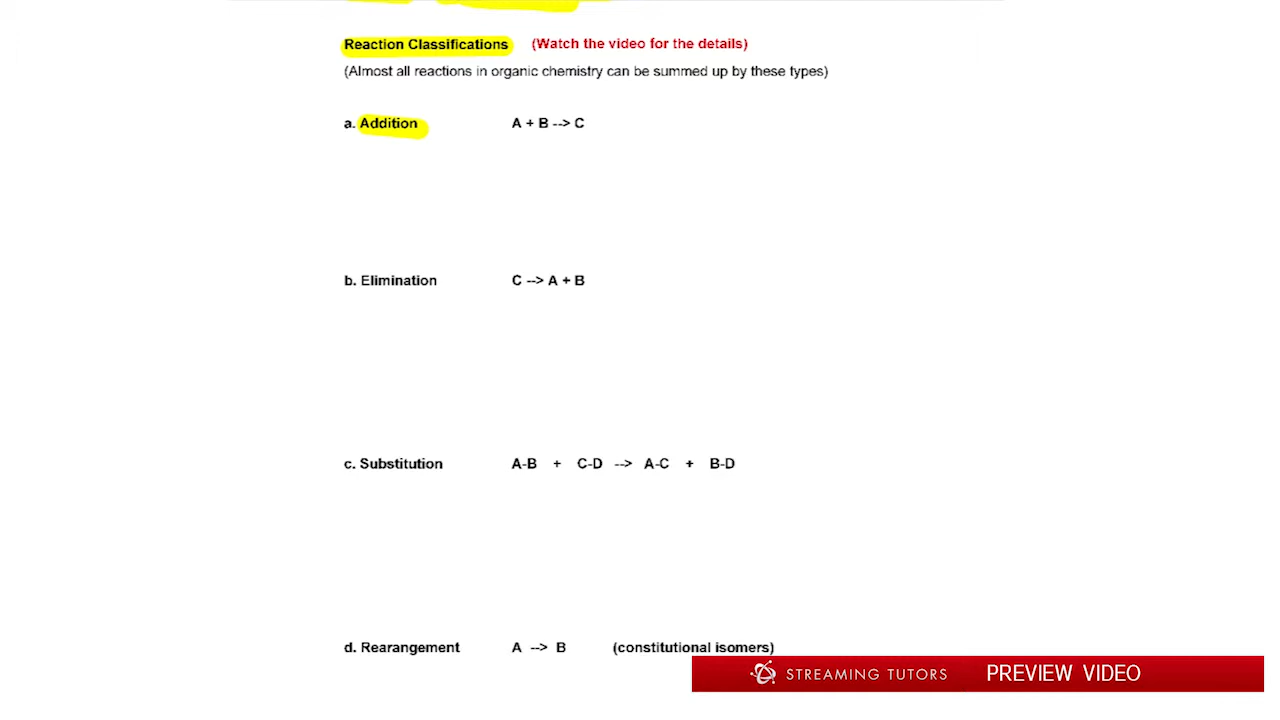 Reaction Classifications (Watch the video for the details)
(Almost all reactions in organic chemistry can be summed up by these types)
a. Addition A + B --> C
b. Elimination C --> A + B
c. Substitution A-B + C-D --> A-C + B-D
d. Rearangement A --> B (constitutional isomers)
STREAMING TUTORS PREVIEW VIDEO